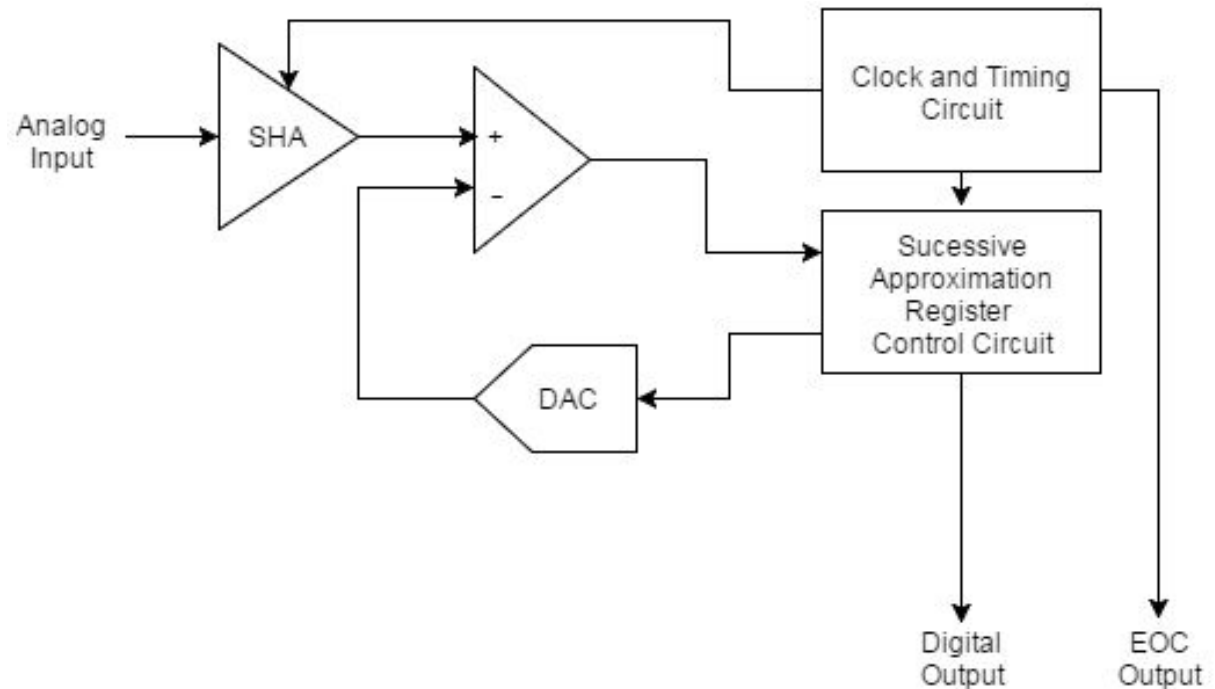 Clock and Timing
Circuit
Analog
Input
SHA
+
−
Sucessive
Approximation
Register
Control Circuit
DAC
Digital
Output
EOC
Output